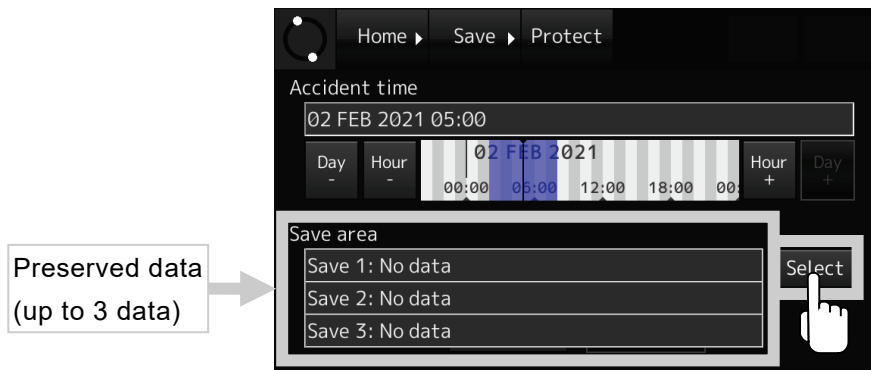 Home Save Protect
Accident time
02 FEB 2021 05:00
Day - Hour - 02 FEB 2021 Hour + Day +
00:00 06:00 12:00 18:00 00:
Save area
Preserved data
(up to 3 data)
Save 1: No data
Save 2: No data
Save 3: No data
Select